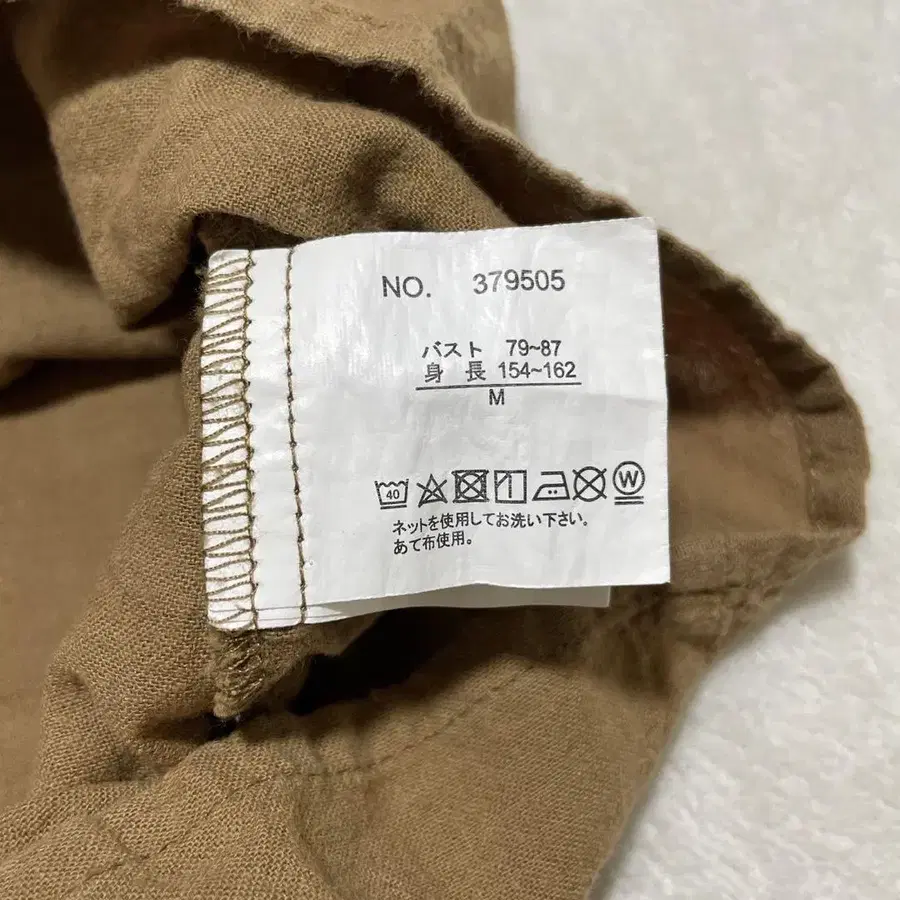 NO. 379505
バスト 79~87
身長 154~162
M
40 W
ネットを使用してお洗い下さい。
あて布使用。